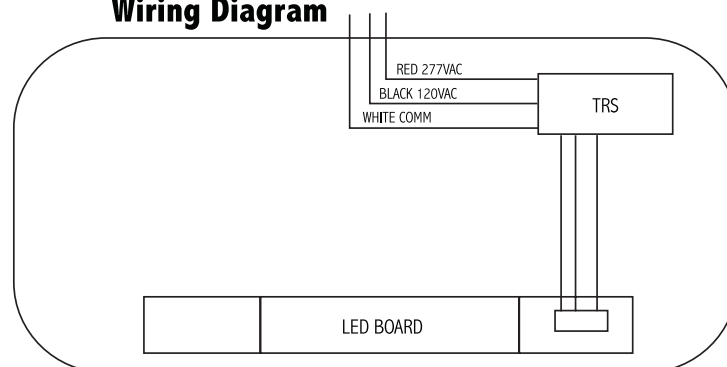 Wiring Diagram
RED 277VAC
BLACK 120VAC
TRS
WHITE COMM
LED BOARD